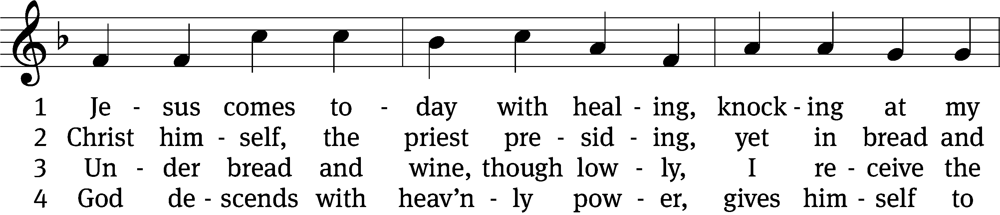 1 Je - sus comes to - day with heal - ing, knock - ing at my
2 Christ him - self, the priest pre - sid - ing, yet in bread and
3 Un - der bread and wine, though low - ly, I re - ceive the
4 God de - scends with heav’n - ly pow - er, gives him - self to